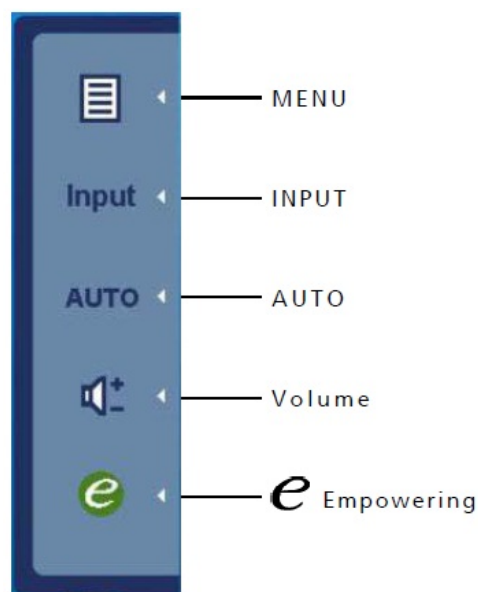 MENU
Input INPUT
AUTO AUTO
Volume
e e Empowering